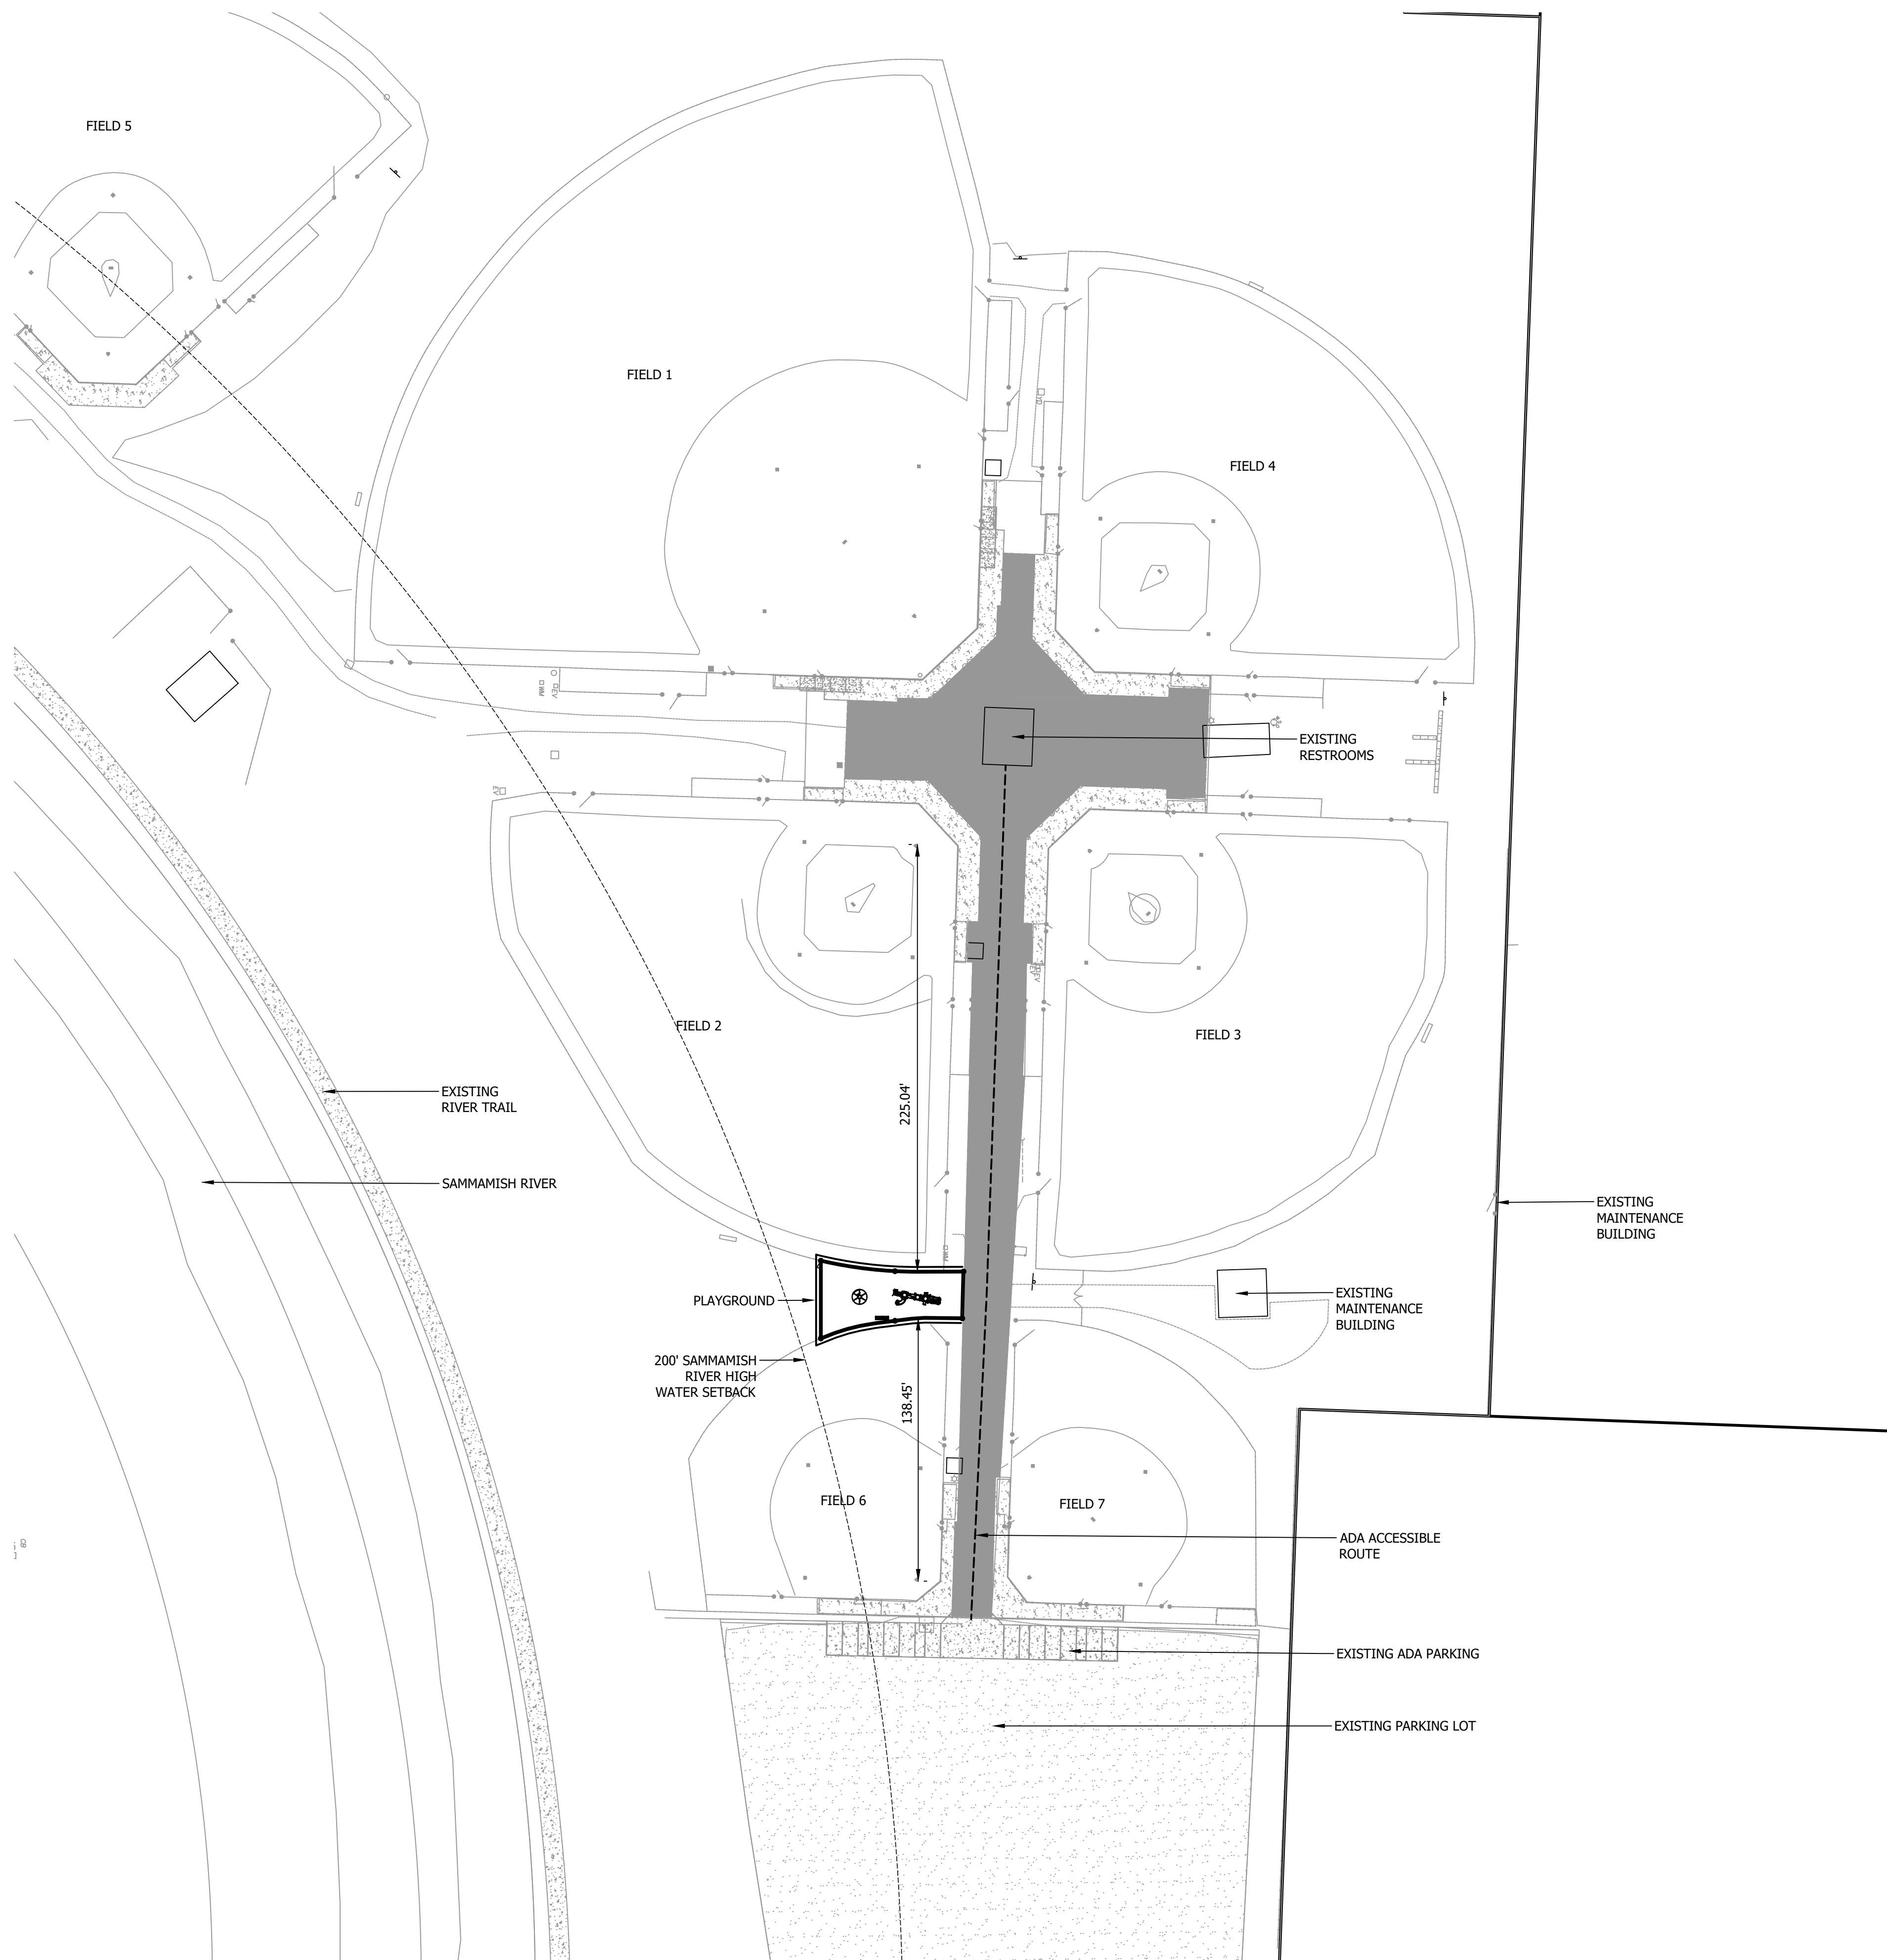 FIELD 5
FIELD 1
FIELD 4
EXISTING
RESTROOMS
FIELD 2
FIELD 3
225.04'
EXISTING
RIVER TRAIL
SAMMAMISH RIVER
EXISTING
MAINTENANCE
BUILDING
PLAYGROUND
EXISTING
MAINTENANCE
BUILDING
200' SAMMAMISH
RIVER HIGH
WATER SETBACK
138.45'
FIELD 6
FIELD 7
ADA ACCESSIBLE
ROUTE
EXISTING ADA PARKING
EXISTING PARKING LOT